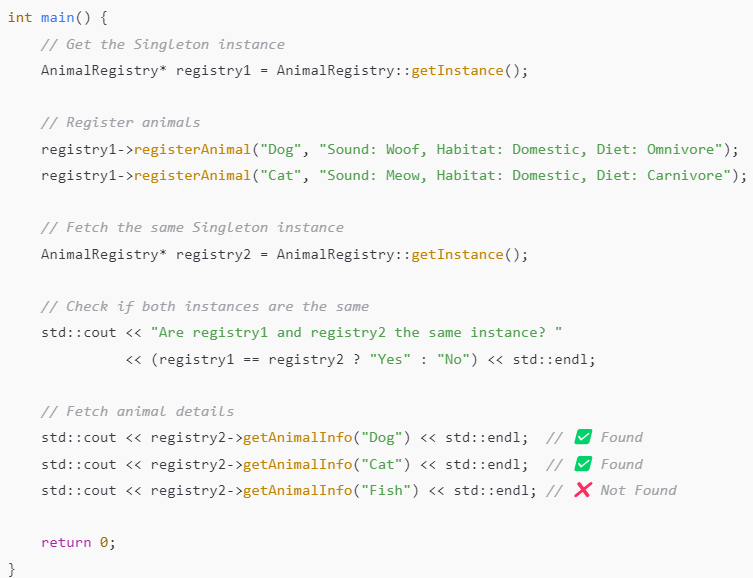 int main() {
    // Get the Singleton instance
    AnimalRegistry* registry1 = AnimalRegistry::getInstance();
    // Register animals
    registry1->registerAnimal("Dog", "Sound: Woof, Habitat: Domestic, Diet: Omnivore");
    registry1->registerAnimal("Cat", "Sound: Meow, Habitat: Domestic, Diet: Carnivore");
    // Fetch the same Singleton instance
    AnimalRegistry* registry2 = AnimalRegistry::getInstance();
    // Check if both instances are the same
    std::cout << "Are registry1 and registry2 the same instance? "
              << (registry1 == registry2 ? "Yes" : "No") << std::endl;
    // Fetch animal details
    std::cout << registry2->getAnimalInfo("Dog") << std::endl;  // ✅ Found
    std::cout << registry2->getAnimalInfo("Cat") << std::endl;  // ✅ Found
    std::cout << registry2->getAnimalInfo("Fish") << std::endl; // ❌ Not Found
    return 0;
}